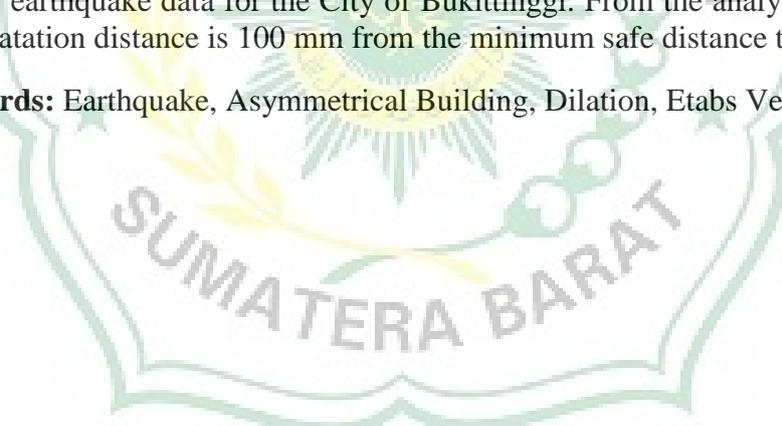 earthquake data for the City of Bukittinggi. From the analy
atation distance is 100 mm from the minimum safe distance t
rds: Earthquake, Asymmetrical Building, Dilation, Etabs Ve
SUMATERA BARAT